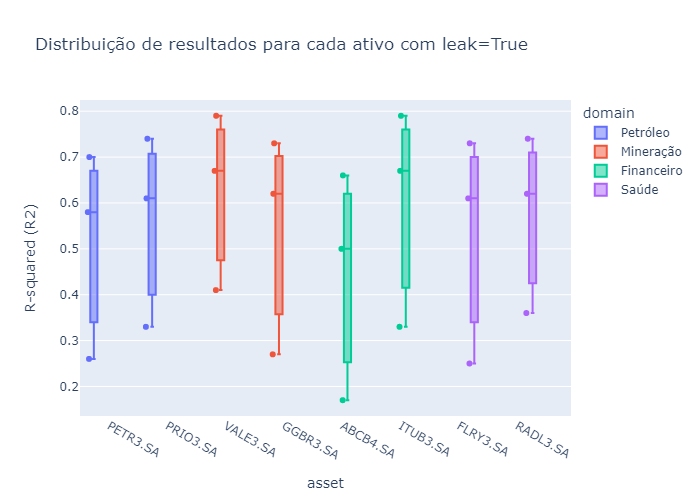 Distribuição de resultados para cada ativo com leak=True
domain
Petróleo
Mineração
Financeiro
Saúde
R-squared (R2)
0.8
0.7
0.6
0.5
0.4
0.3
0.2
PETR3.SA
PRIO3.SA
VALE3.SA
GGBR3.SA
ABCB4.SA
ITUB3.SA
FLRY3.SA
RADL3.SA
asset